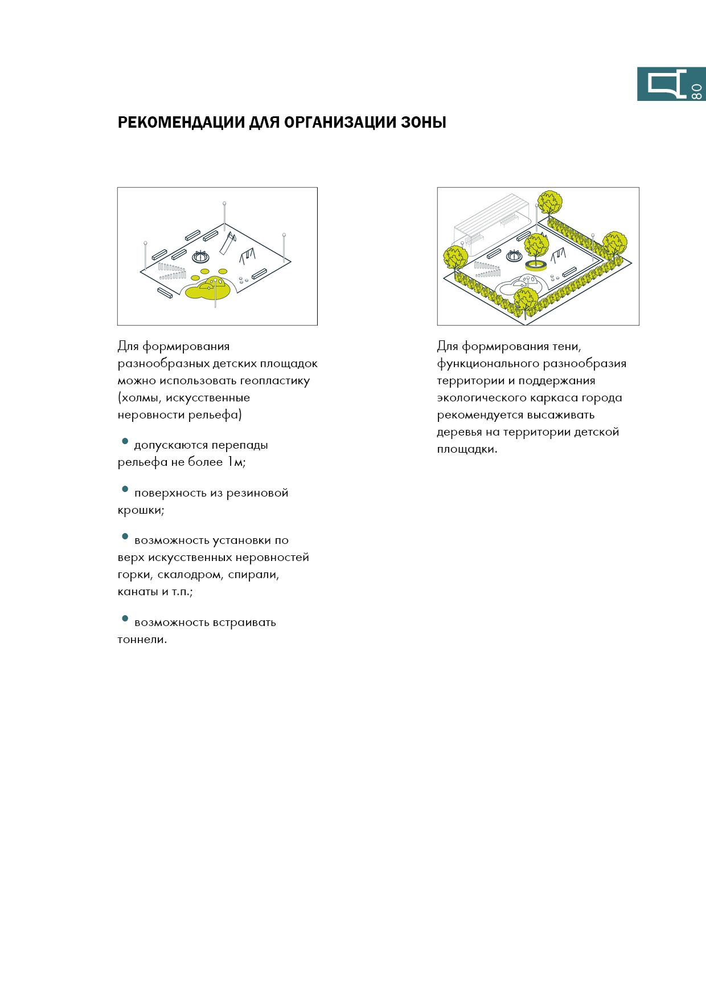 80
РЕКОМЕНДАЦИИ ДЛЯ ОРГАНИЗАЦИИ ЗОНЫ
Для формирования
разнообразных детских площадок
можно использовать геопластику
(холмы, искусственные
неровности рельефа)
• допускаются перепады
рельефа не более 1м;
• поверхность из резиновой
крошки;
• возможность установки по
верх искусственных неровностей
горки, скалодром, спирали,
канаты и т.п.;
• возможность встраивать
тоннели.
Для формирования тени,
функционального разнообразия
территории и поддержания
экологического каркаса города
рекомендуется высаживать
деревья на территории детской
площадки.